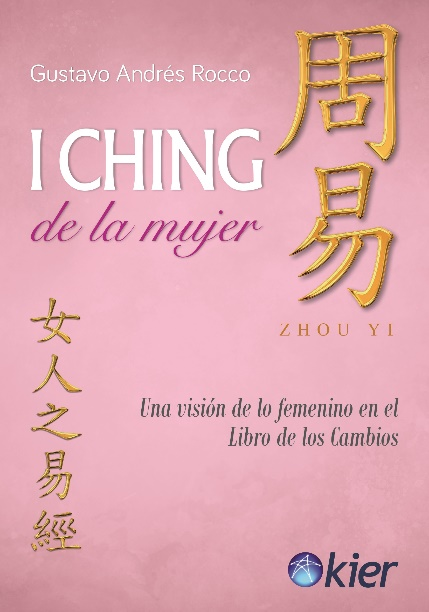 Gustavo Andrés Rocco
I CHING
de la mujer
周易
ZHOU YI
女人之易經
Una visión de lo femenino en el
Libro de los Cambios
kier